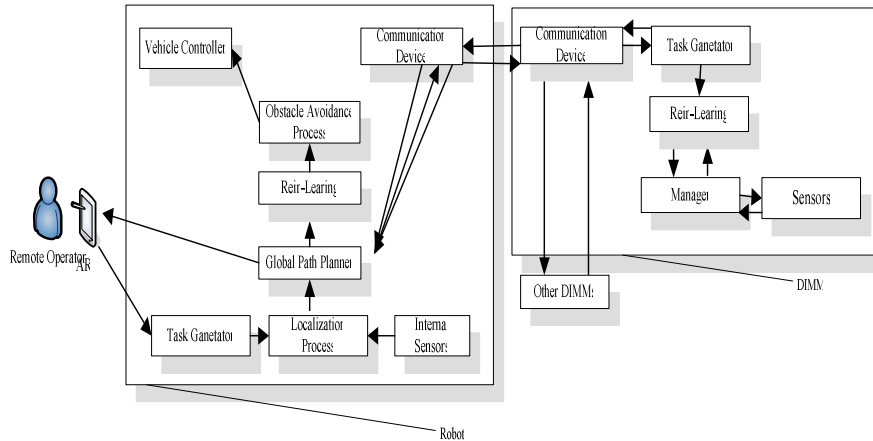 Vehicle Controller
Communication
Device
Communication
Device
Task Ganetator
Obstacle Avoidance
Process
Reir-Learing
Reir-Learing
Manager
Sensors
Remote Operator
AR
Global Path Planner
Other DIMMs
DIMM
Task Ganetator
Localization
Process
Interna
Sensors
Robot